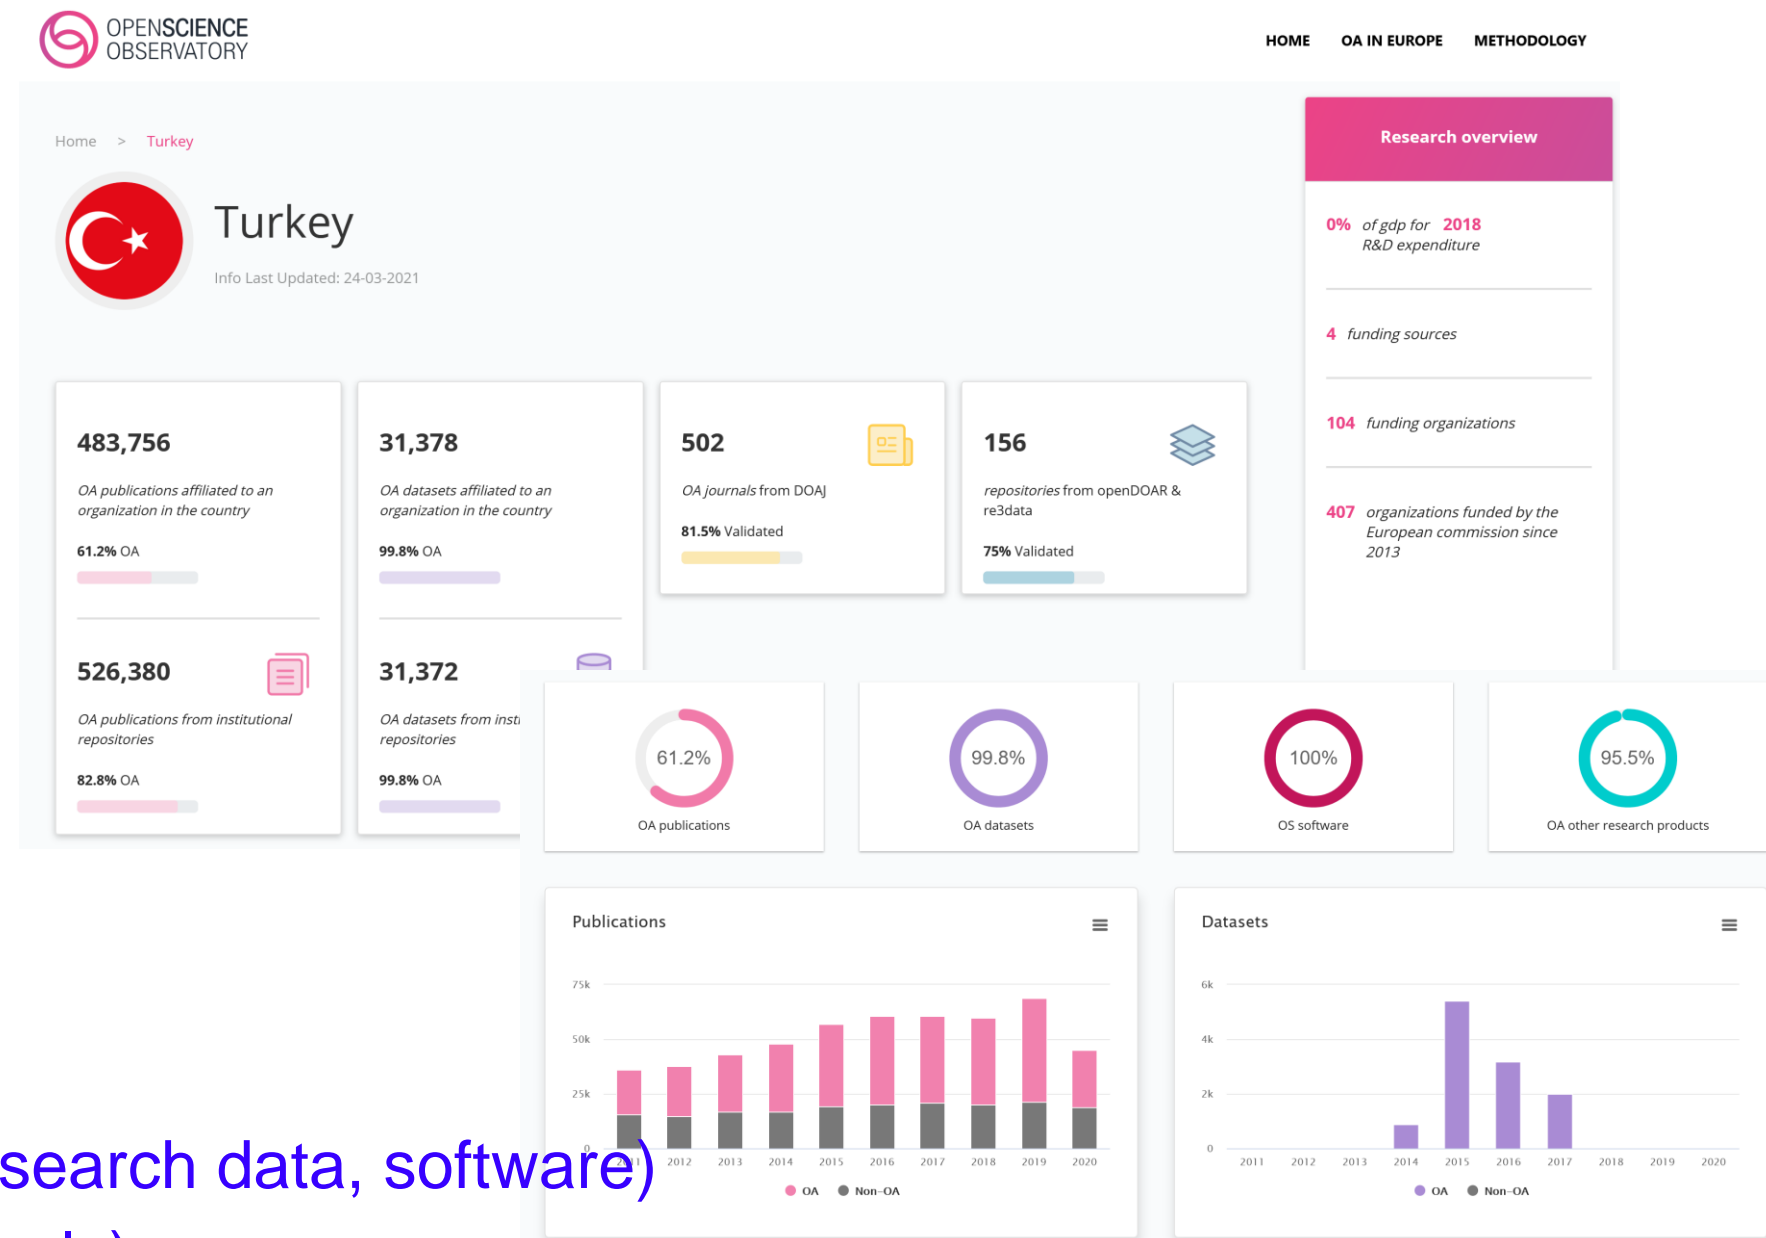 OPENSCIENCE
OBSERVATORY
HOME OA IN EUROPE METHODOLOGY
Home > Turkey
Turkey
Info Last Updated: 24-03-2021
Research overview
0% of gdp for 2018
R&D expenditure
4 funding sources
104 funding organizations
407 organizations funded by the
European commission since
2013
483,756
OA publications affiliated to an
organization in the country
61.2% OA
526,380
OA publications from institutional
repositories
82.8% OA
31,378
OA datasets affiliated to an
organization in the country
99.8% OA
31,372
OA datasets from insti
repositories
99.8% OA
502
OA journals from DOAJ
81.5% Validated
156
repositories from openDOAR &
re3data
75% Validated
61.2%
OA publications
99.8%
OA datasets
100%
OS software
95.5%
OA other research products
Publications
75k
50k
25k
0
2011 2012 2013 2014 2015 2016 2017 2018 2019 2020
OA Non-OA
Datasets
6k
4k
2k
0
2011 2012 2013 2014 2015 2016 2017 2018 2019 2020
OA Non-OA
search data, software)